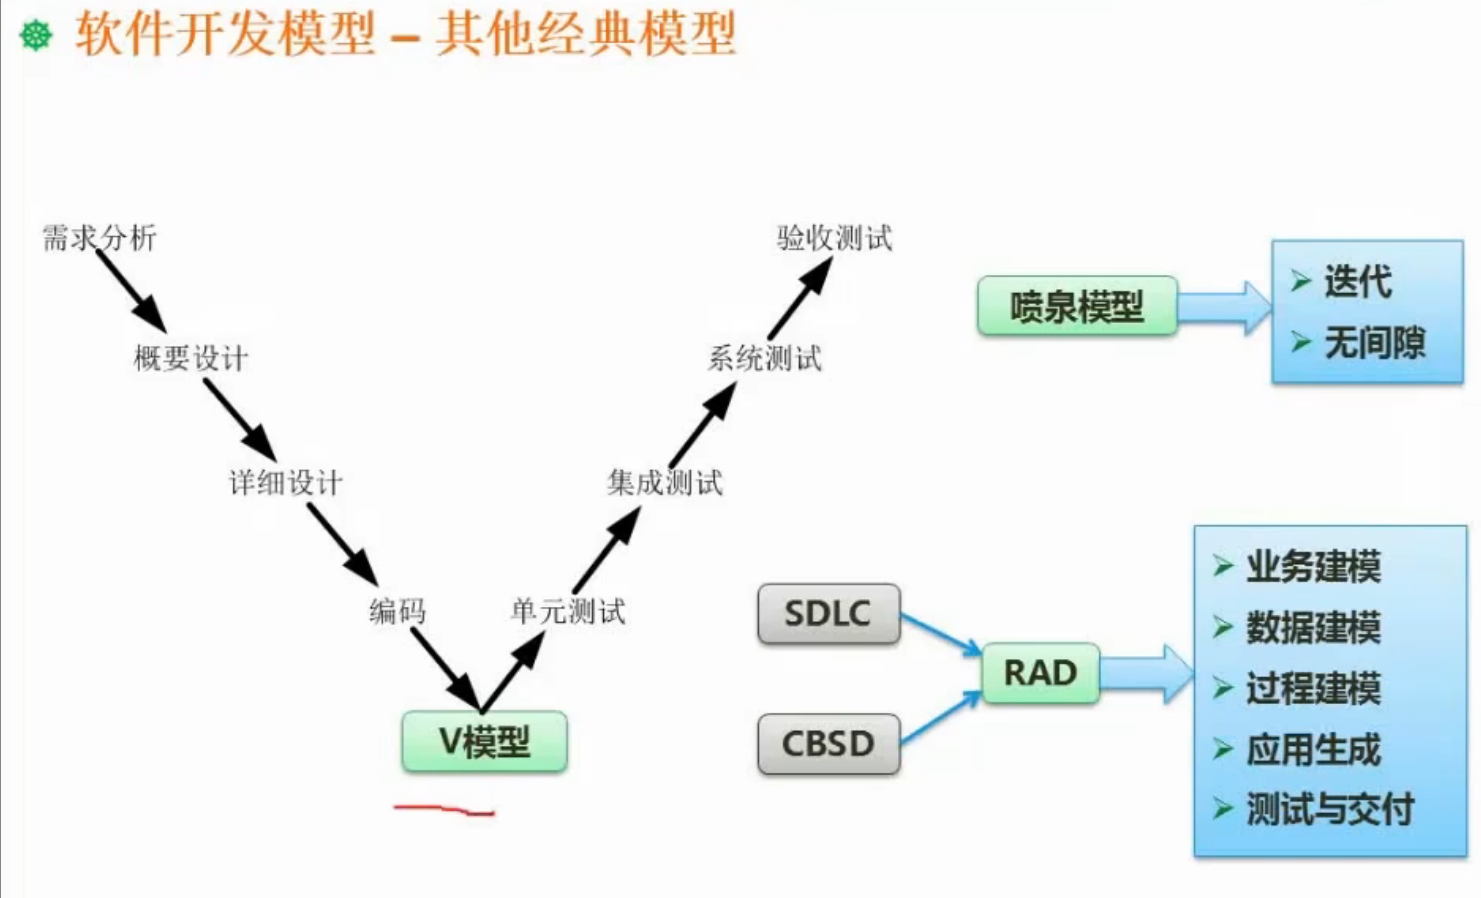 软件开发模型 – 其他经典模型
需求分析
概要设计
详细设计
编码
V模型
单元测试
集成测试
系统测试
验收测试
喷泉模型
迭代
无间隙
SDLC
CBSD
RAD
业务建模
数据建模
过程建模
应用生成
测试与交付